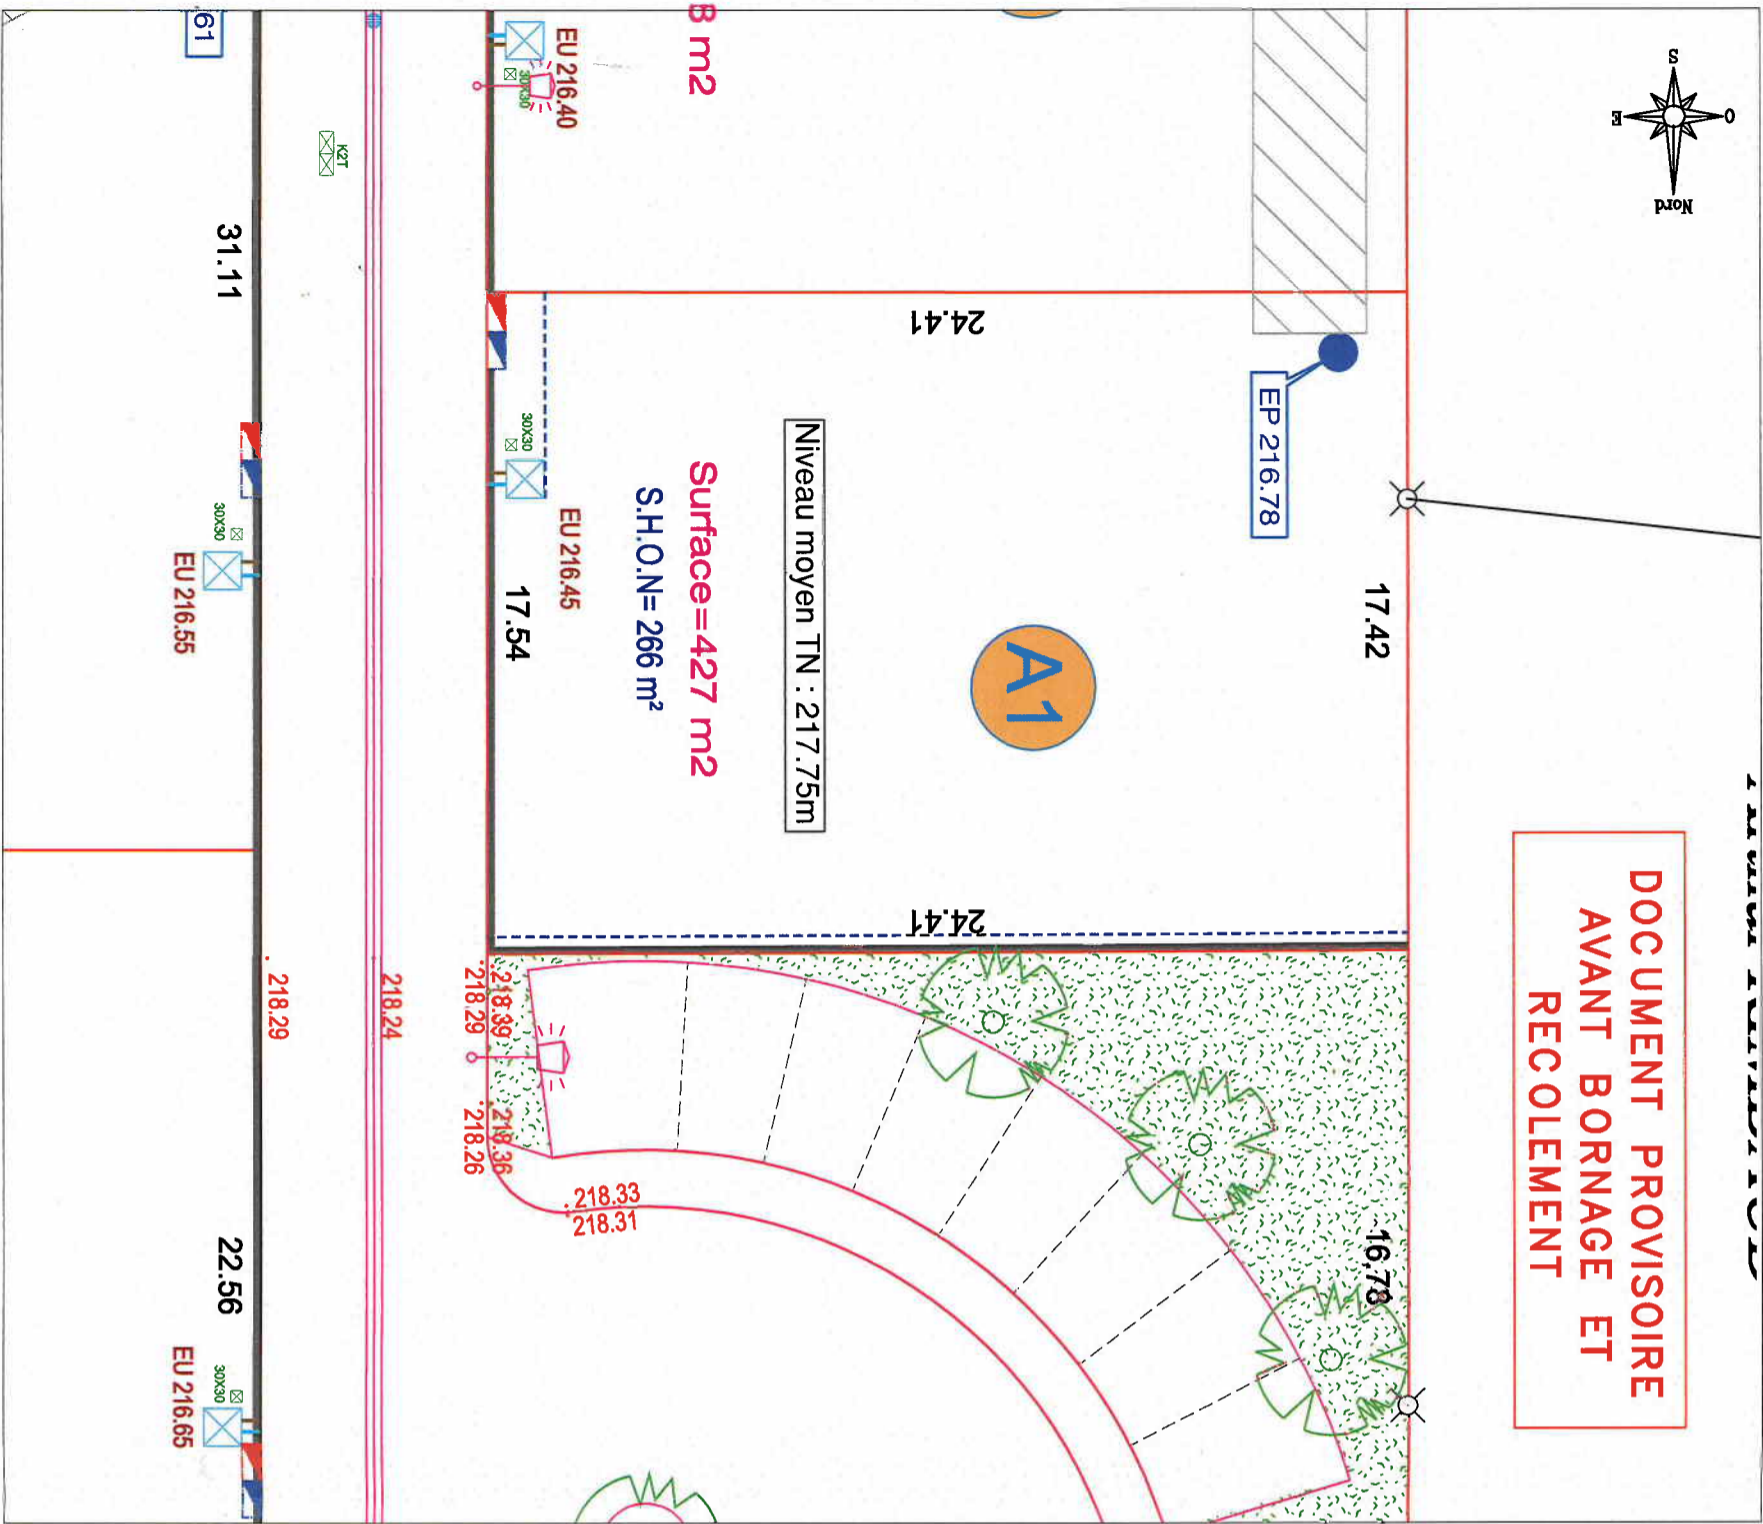 S
O
E
Nord
DOCUMENT PROVISOIRE
AVANT BORNAGE ET
RECOLEMENT
17.42
16.78
EP 216.78
A1
24.41
24.41
Niveau moyen TN : 217.75m
Surface=427 m2
S.H.O.N= 266 m²
m2
EU 216.40
30X30
EU 216.45
30X30
17.54
218.39
218.29
218.36
218.26
218.33
218.31
218.24
218.29
K2T
61
31.11
30X30
EU 216.55
22.56
30X30
EU 216.65